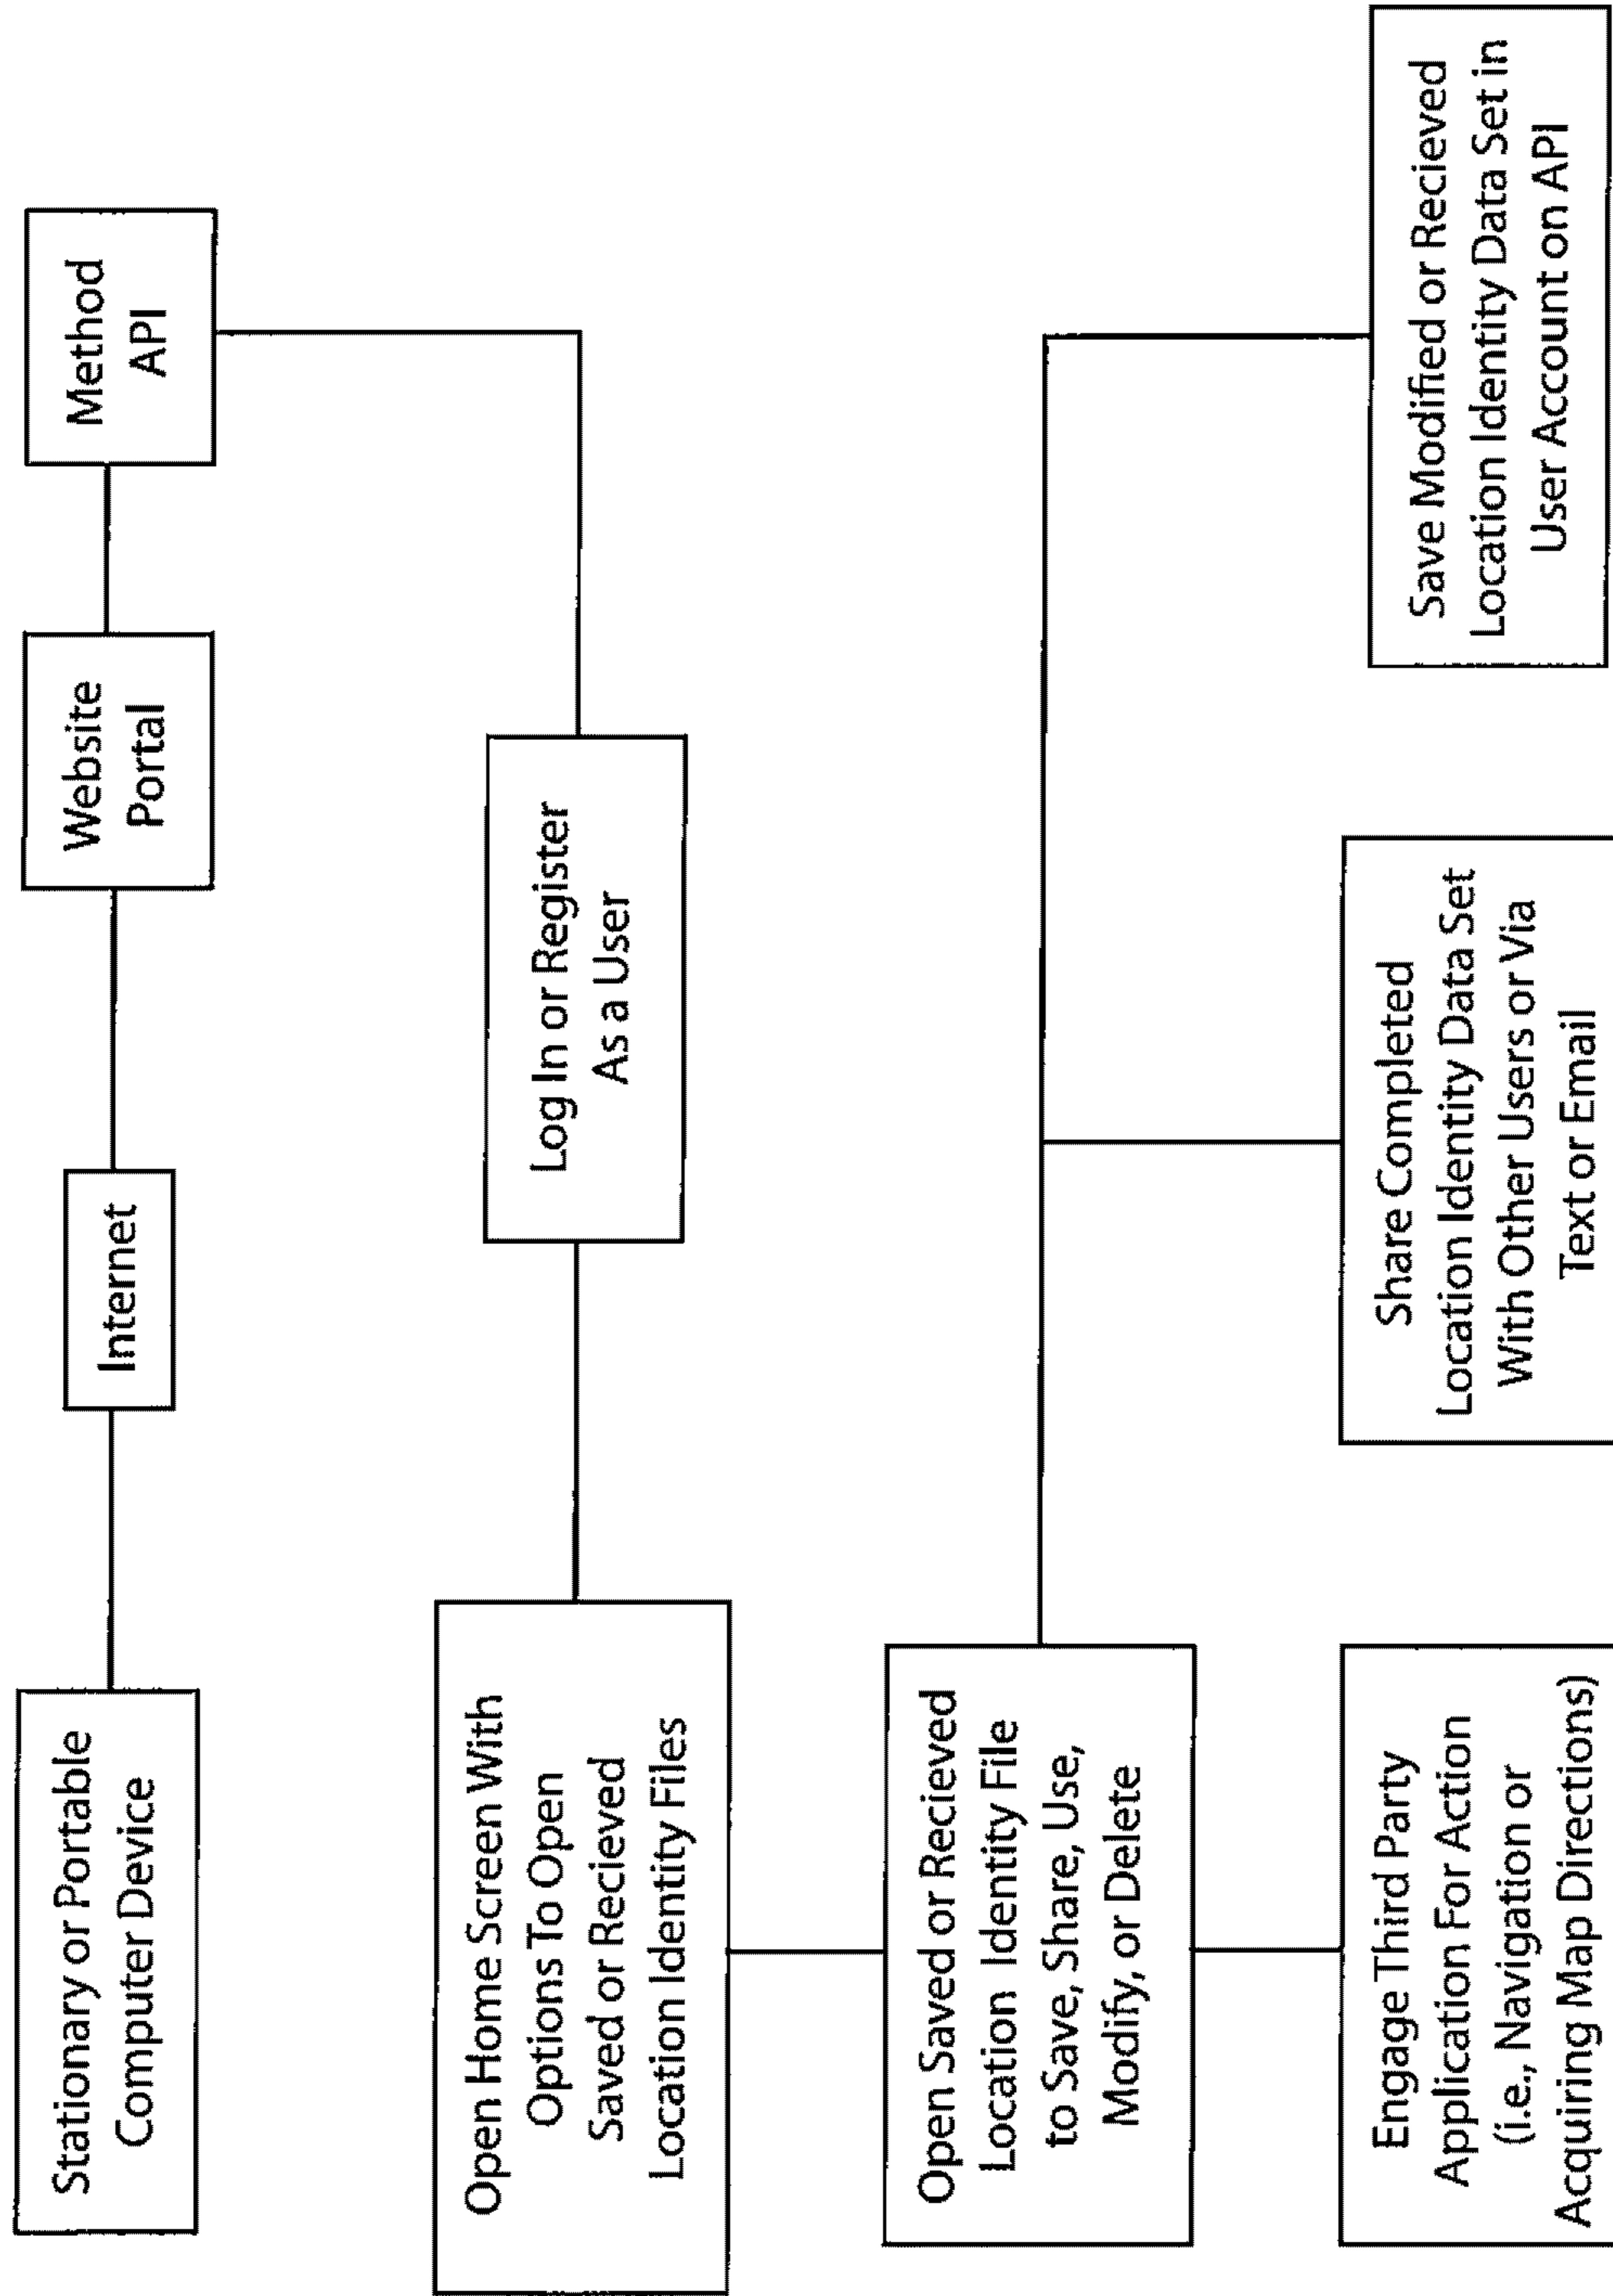 Stationary or Portable
Computer Device
Internet
Website
Portal
Method
API
Open Home Screen With
Options To Open
Saved or Recieved
Location Identity Files
Log In or Register
As a User
Open Saved or Recieved
Location Identity File
to Save, Share, Use,
Modify, or Delete
Engage Third Party
Application For Action
(i.e., Navigation or
Acquiring Map Directions)
Share Completed
Location Identity Data Set
With Other Users or Via
Text or Email
Save Modified or Recieved
Location Identity Data Set in
User Account on API